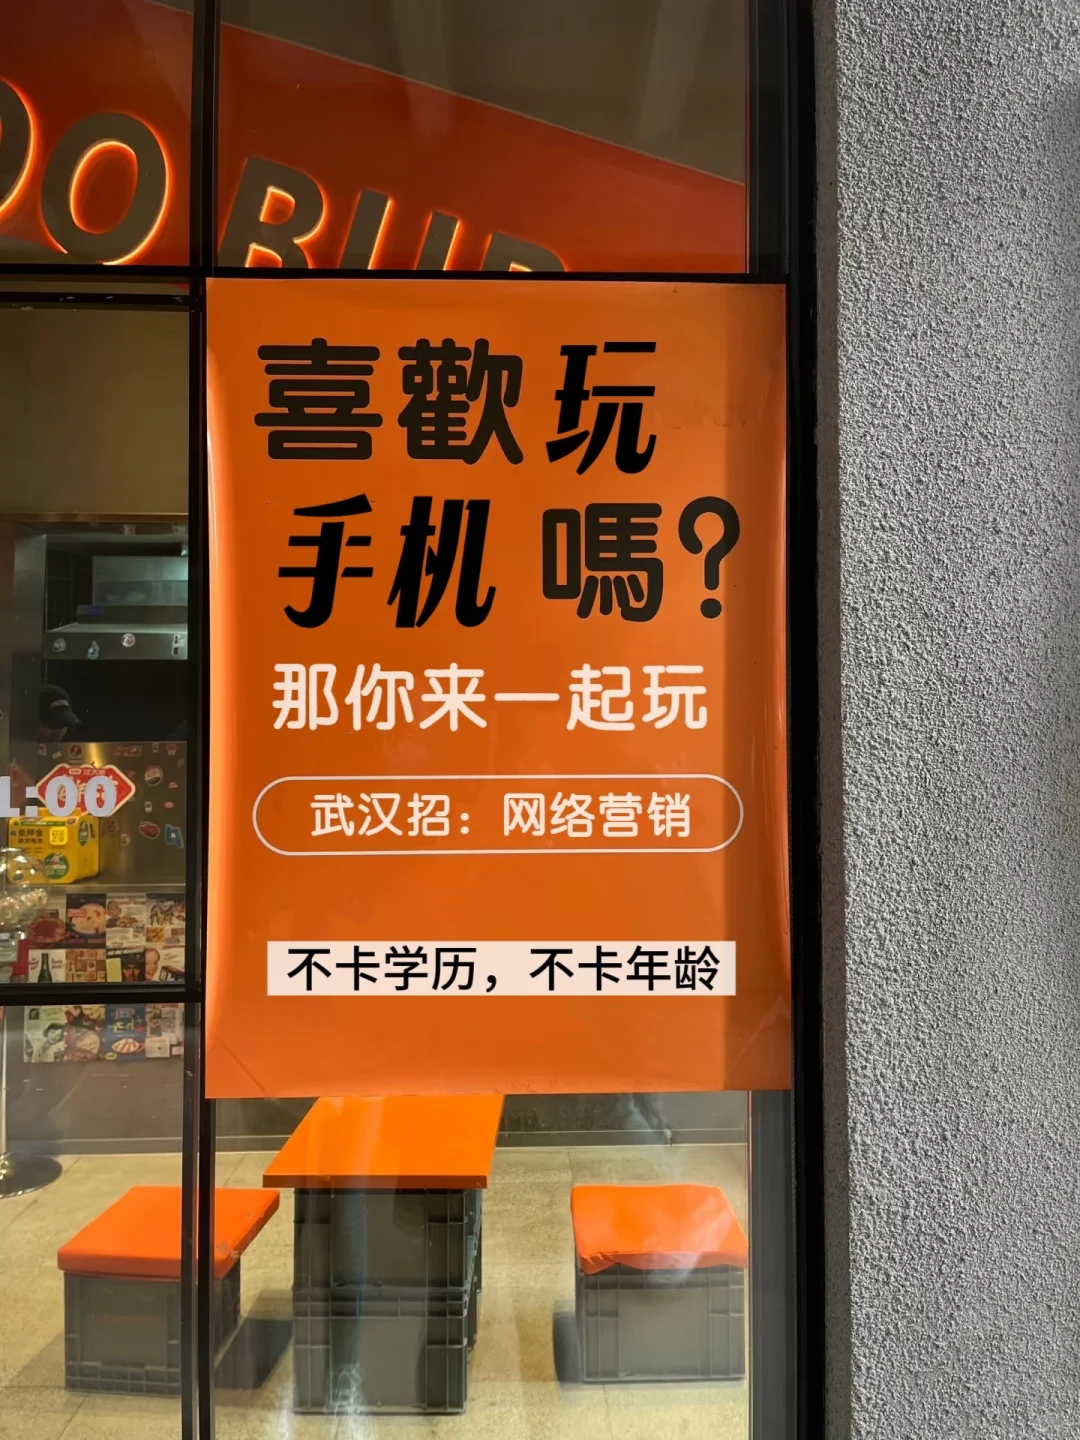 喜歡玩
手机嗎?
那你来一起玩
武汉招：网络营销
不卡学历，不卡年龄